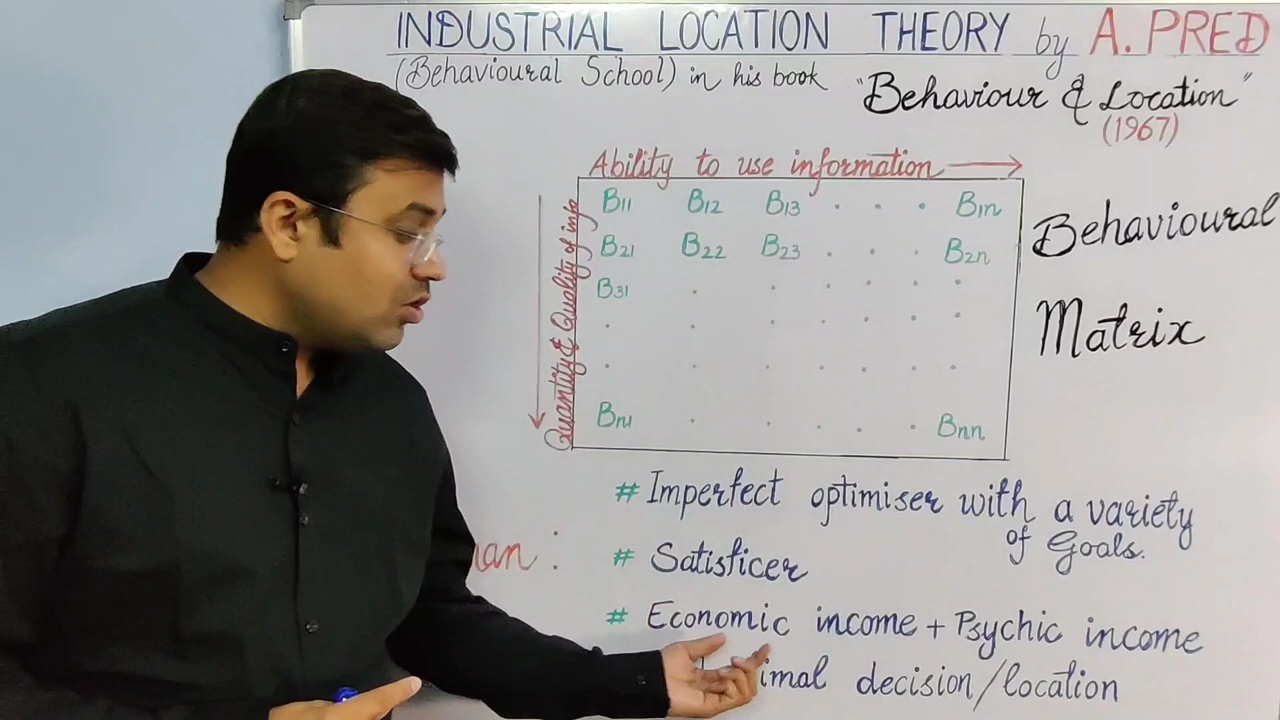 INDUSTRIAL LOCATION THEORY by A. PRED
(Behavioural School) in his book "Behaviour & Location"
(1967)
Ability to use information
Quantity & Quality of info
B11 B12 B13 . . . B1n
B21 B22 B23 . . . B2n
B31 . . . . . .
. . . . . . .
. . . . . . .
Bn1 . . . . . Bnn
Behavioural
Matrix
# Imperfect optimiser with a variety
of Goals.
:
# Satisficer
# Economic income + Psychic income
decision/location